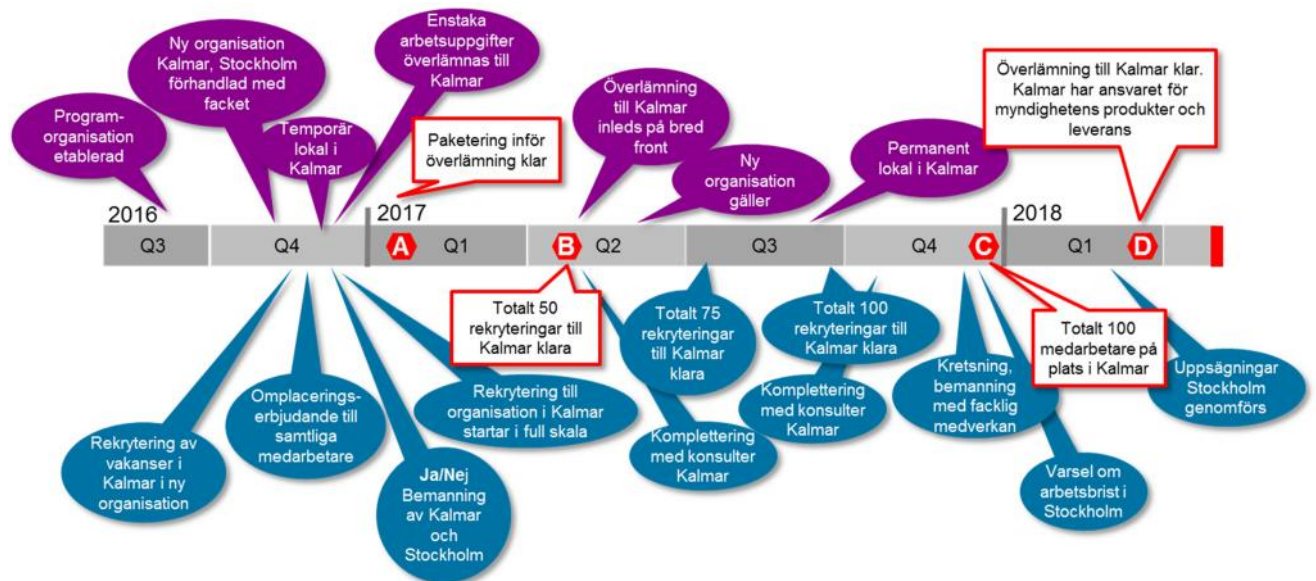 Enstaka
arbetsuppgifter
överlämnas till
Kalmar
Ny organisation
Kalmar, Stockholm
förhandlad med
facket
Överlämning till Kalmar klar.
Kalmar har ansvaret för
myndighetens produkter och
leverans
Program-
organisation
etablerad
Temporär
lokal i
Kalmar
Paketering inför
överlämning klar
Överlämning
till Kalmar
inleds på bred
front
Ny
organisation
gäller
Permanent
lokal i Kalmar
2016
2017
2018
Q3
Q4
A
Q1
B
Q2
Q3
Q4
C
Q1
D
Totalt 50
rekryteringar till
Kalmar klara
Totalt 75
rekryteringar
till Kalmar
klara
Totalt 100
rekryteringar till
Kalmar klara
Totalt 100
medarbetare på
plats i Kalmar
Rekrytering av
vakanser i
Kalmar i ny
organisation
Omplacerings-
erbjudande till
samtliga
medarbetare
Ja/Nej
Bemanning
av Kalmar
och
Stockholm
Rekrytering till
organisation i Kalmar
startar i full skala
Komplettering
med konsulter
Kalmar
Komplettering
med konsulter
Kalmar
Kretsning,
bemanning
med facklig
medverkan
Varsel om
arbetsbrist i
Stockholm
Uppsägningar
Stockholm
genomförs